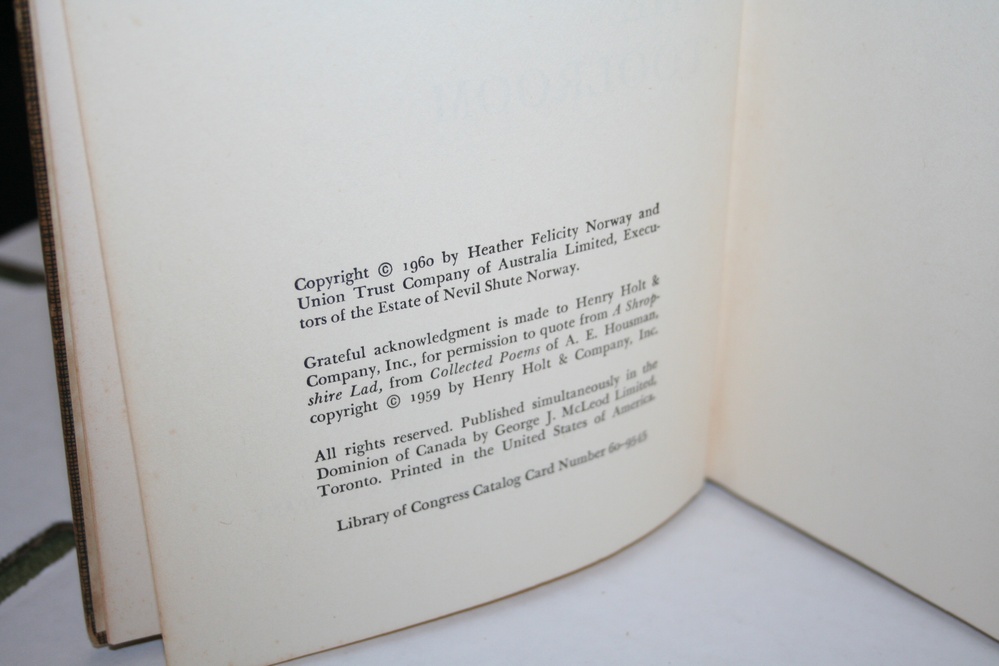 Copyright © 1960 by Heather Felicity Norway and
Union Trust Company of Australia Limited, Execu-
tors of the Estate of Nevil Shute Norway.
Grateful acknowledgment is made to Henry Holt &
Company, Inc., for permission to quote from A Shrop-
shire Lad, from Collected Poems of A. E. Housman,
copyright © 1959 by Henry Holt & Company, Inc.
All rights reserved. Published simultaneously in the
Dominion of Canada by George J. McLeod Limited,
Toronto. Printed in the United States of America.
Library of Congress Catalog Card Number 60-9545